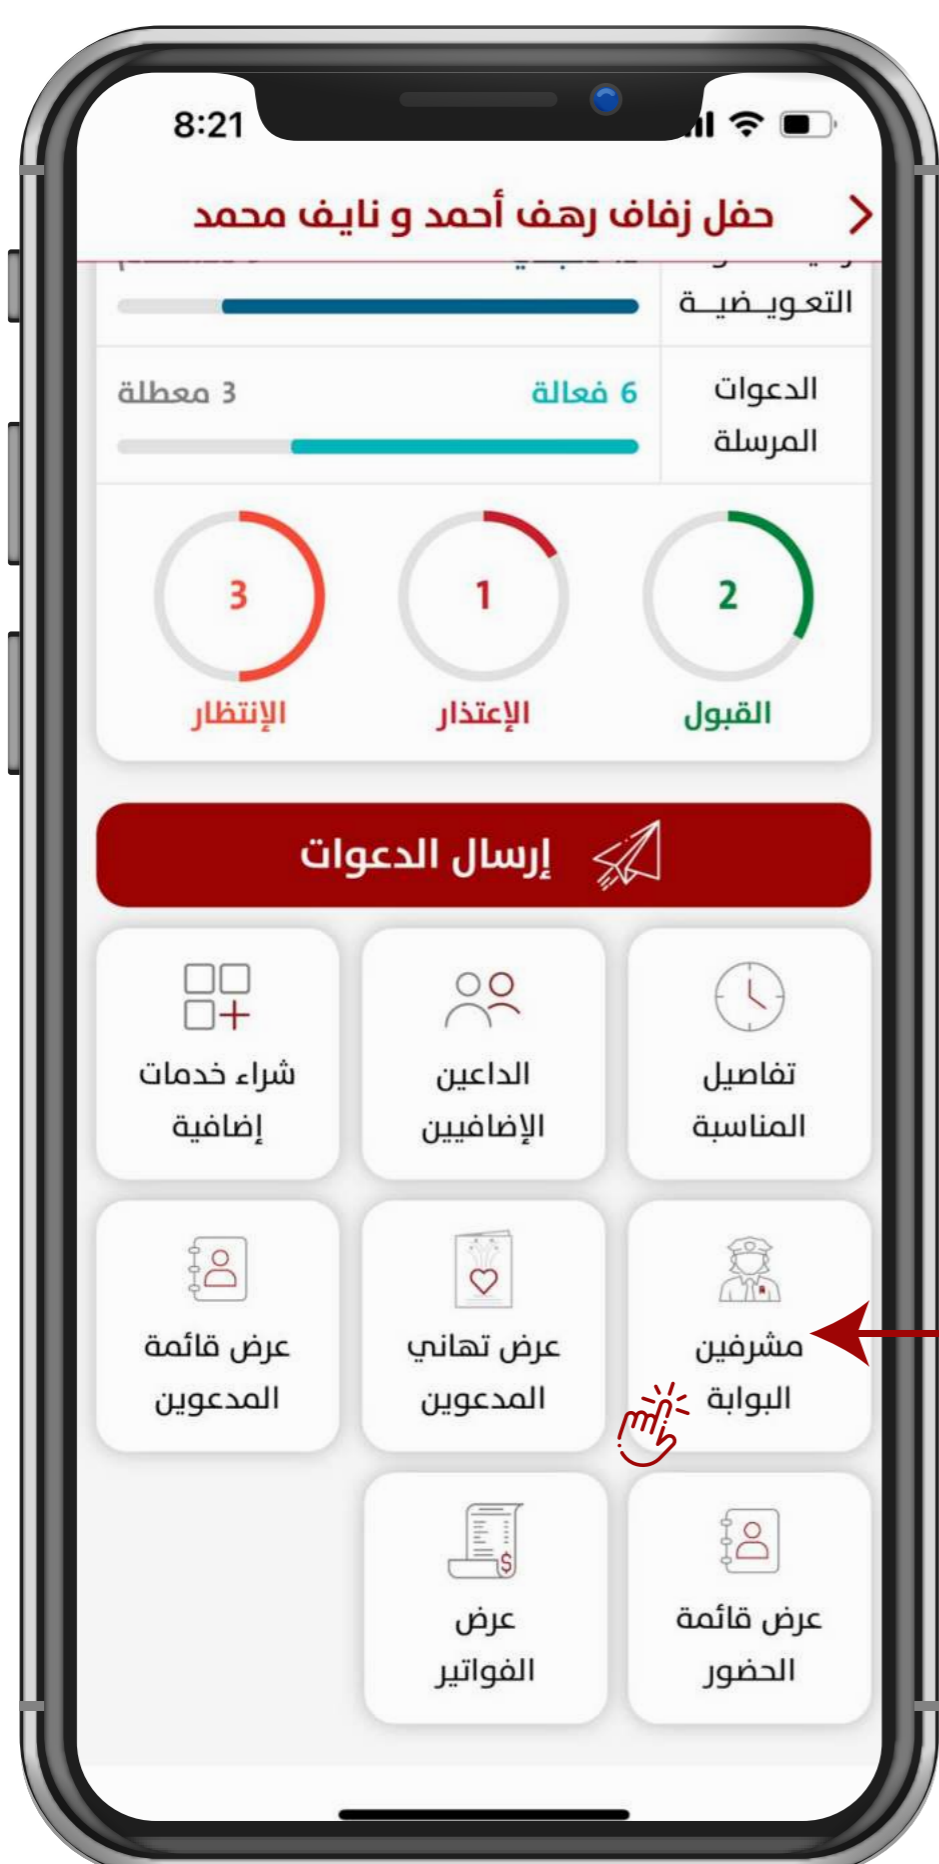 8:21
حفل زفاف رهف أحمد و نايف محمد
التعويضية
الدعوات
المرسلة
6 فعالة
3 معطلة
2
1
3
القبول
الإعتذار
الإنتظار
إرسال الدعوات
تفاصيل
المناسبة
الداعين
الإضافيين
شراء خدمات
إضافية
مشرفين
البوابة
عرض تهاني
المدعوين
عرض قائمة
المدعوين
عرض قائمة
الحضور
عرض
الفواتير
$